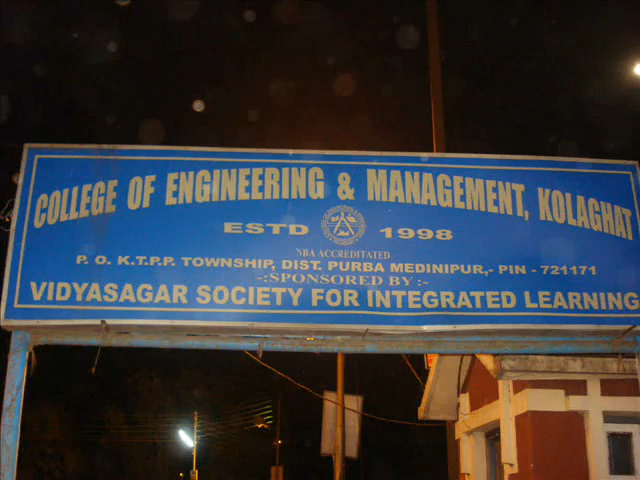 COLLEGE OF ENGINEERING & MANAGEMENT, KOLAGHAT
ESTD 1998
NBA ACCREDITATED
P. O. K.T.P.P. TOWNSHIP, DIST. PURBA MEDINIPUR,- PIN - 721171
-:SPONSORED BY :-
VIDYASAGAR SOCIETY FOR INTEGRATED LEARNING